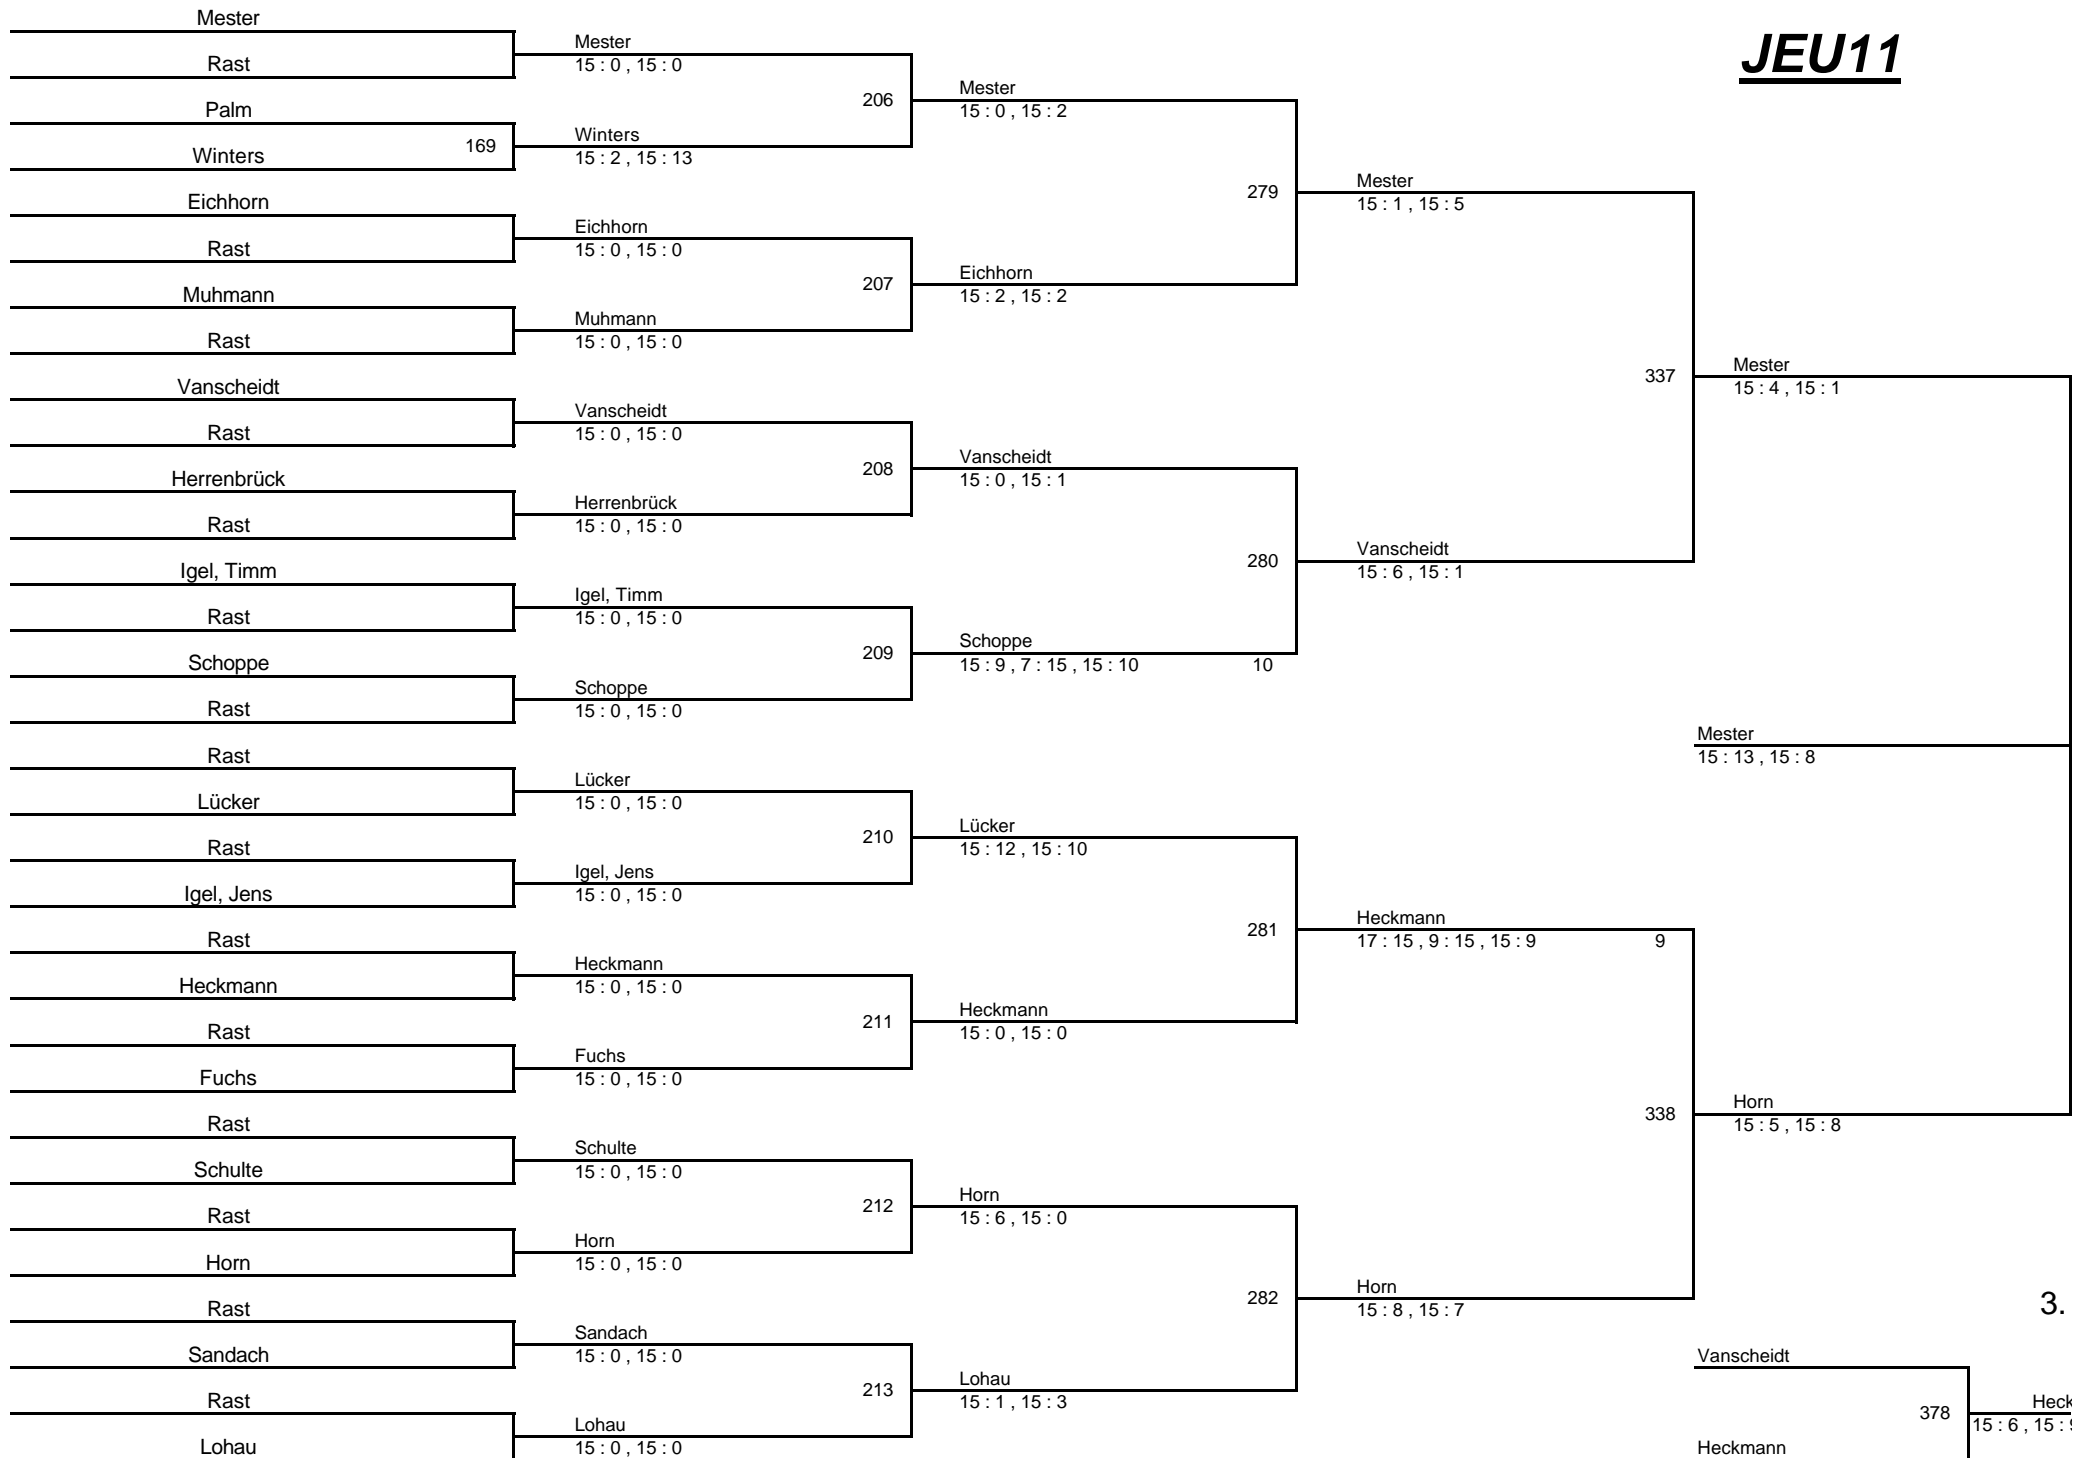 JEU11
Mester
Rast
Palm
Winters
Eichhorn
Rast
Muhmann
Rast
Vanscheidt
Rast
Herrenbrück
Rast
Igel, Timm
Rast
Schoppe
Rast
Rast
Lücker
Rast
Igel, Jens
Rast
Heckmann
Rast
Fuchs
Rast
Schulte
Rast
Horn
Rast
Sandach
Rast
Lohau
169
Mester
15 : 0 , 15 : 0
Winters
15 : 2 , 15 : 13
Eichhorn
15 : 0 , 15 : 0
Muhmann
15 : 0 , 15 : 0
Vanscheidt
15 : 0 , 15 : 0
Herrenbrück
15 : 0 , 15 : 0
Igel, Timm
15 : 0 , 15 : 0
Schoppe
15 : 0 , 15 : 0
Lücker
15 : 0 , 15 : 0
Igel, Jens
15 : 0 , 15 : 0
Heckmann
15 : 0 , 15 : 0
Fuchs
15 : 0 , 15 : 0
Schulte
15 : 0 , 15 : 0
Horn
15 : 0 , 15 : 0
Sandach
15 : 0 , 15 : 0
Lohau
15 : 0 , 15 : 0
206
207
208
209
210
211
212
213
Mester
15 : 0 , 15 : 2
Eichhorn
15 : 2 , 15 : 2
Vanscheidt
15 : 0 , 15 : 1
Schoppe
15 : 9 , 7 : 15 , 15 : 10 10
Lücker
15 : 12 , 15 : 10
Heckmann
15 : 0 , 15 : 0
Horn
15 : 6 , 15 : 0
Lohau
15 : 1 , 15 : 3
279
280
281
282
Mester
15 : 1 , 15 : 5
Vanscheidt
15 : 6 , 15 : 1
Heckmann
17 : 15 , 9 : 15 , 15 : 9 9
Horn
15 : 8 , 15 : 7
337
338
Mester
15 : 4 , 15 : 1
Mester
15 : 13 , 15 : 8
Horn
15 : 5 , 15 : 8
3.
Vanscheidt
378
Heck
15 : 6 , 15 :
Heckmann